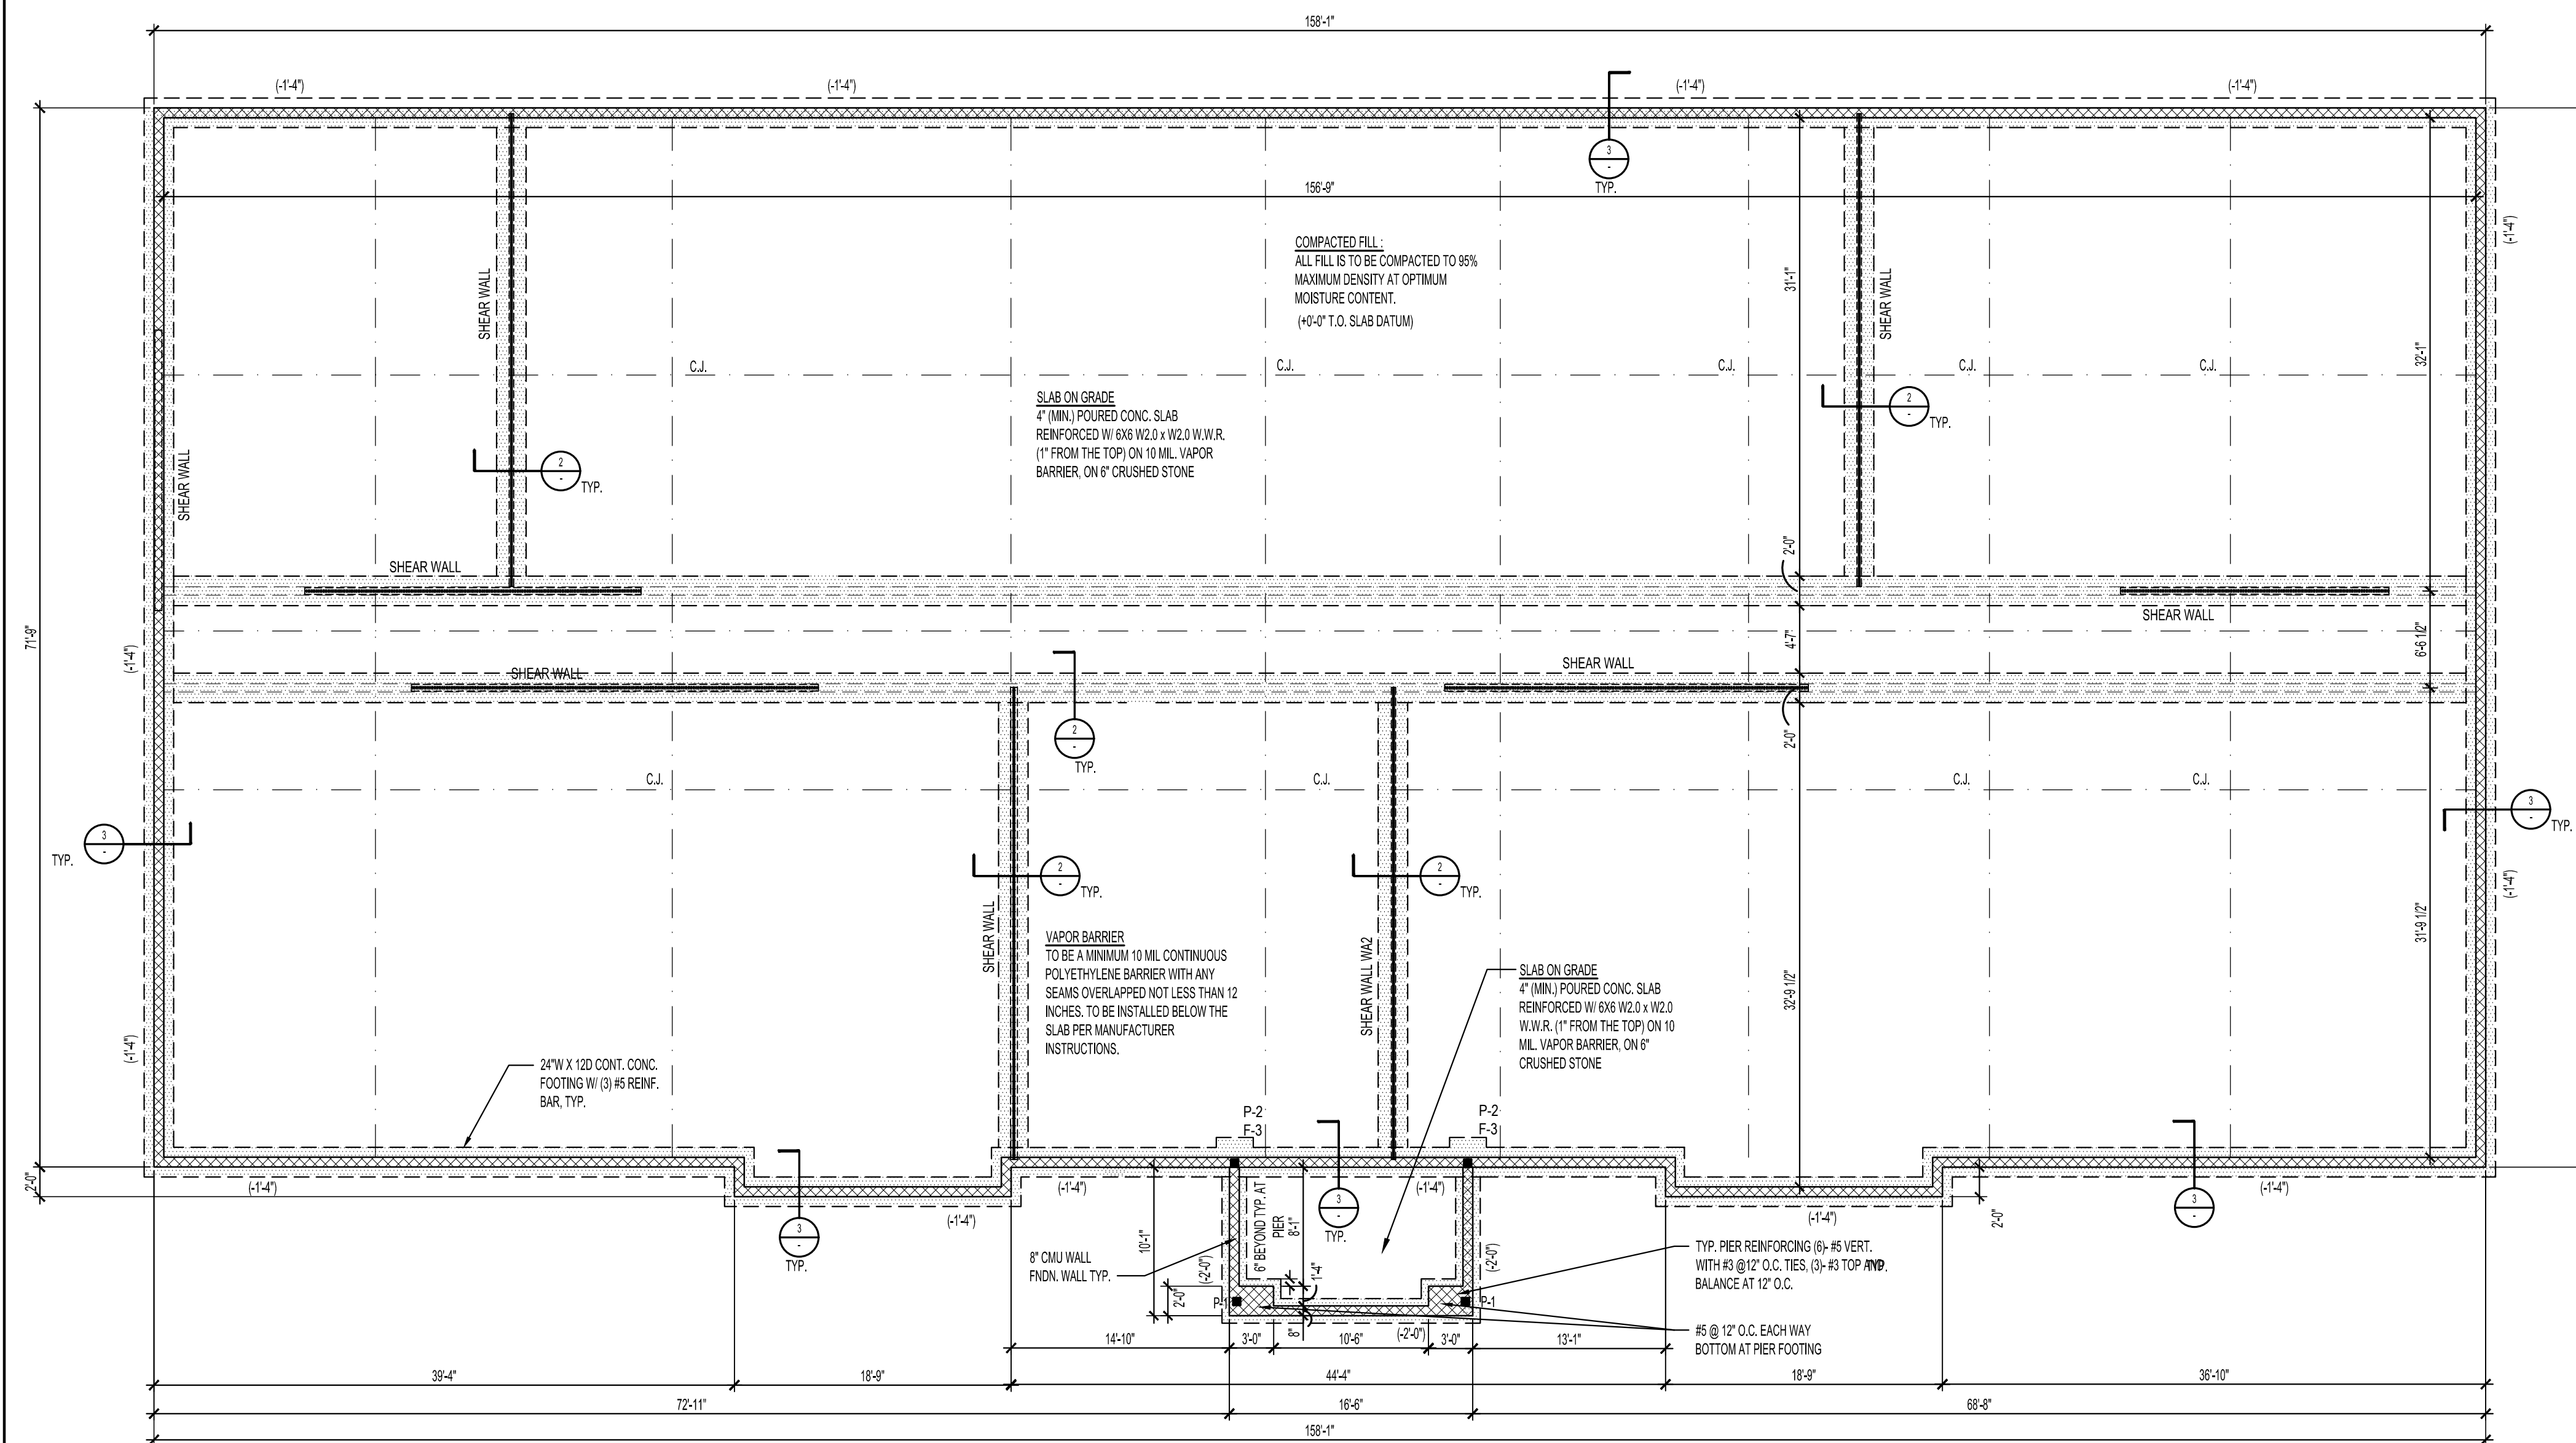 158'-1"
(-1'-4")
(-1'-4")
(-1'-4")
(-1'-4")
3
-
TYP.
156'-9"
(-1'-4")
COMPACTED FILL :
ALL FILL IS TO BE COMPACTED TO 95%
MAXIMUM DENSITY AT OPTIMUM
MOISTURE CONTENT.
(+0'-0" T.O. SLAB DATUM)
SHEAR WALL
31'-1"
SHEAR WALL
32'-1"
C.J.
C.J.
C.J.
C.J.
C.J.
SLAB ON GRADE
4" (MIN.) POURED CONC. SLAB
REINFORCED W/ 6X6 W2.0 x W2.0 W.W.R.
(1" FROM THE TOP) ON 10 MIL. VAPOR
BARRIER, ON 6" CRUSHED STONE
2
-
TYP.
SHEAR WALL
2
-
TYP.
2'-0"
SHEAR WALL
SHEAR WALL
71'-9"
(-1'-4")
4'-7"
6'-6 1/2"
SHEAR WALL
SHEAR WALL
2'-0"
2
-
TYP.
C.J.
C.J.
C.J.
C.J.
3
-
TYP.
3
-
TYP.
2
-
TYP.
2
-
TYP.
(-1'-4")
SHEAR WALL
SHEAR WALL WA2
31'-9 1/2"
32'-9 1/2"
VAPOR BARRIER
TO BE A MINIMUM 10 MIL CONTINUOUS
POLYETHYLENE BARRIER WITH ANY
SEAMS OVERLAPPED NOT LESS THAN 12
INCHES. TO BE INSTALLED BELOW THE
SLAB PER MANUFACTURER
INSTRUCTIONS.
SLAB ON GRADE
4" (MIN.) POURED CONC. SLAB
REINFORCED W/ 6X6 W2.0 x W2.0
W.W.R. (1" FROM THE TOP) ON 10
MIL. VAPOR BARRIER, ON 6"
CRUSHED STONE
(-1'-4")
24"W X 12D CONT. CONC.
FOOTING W/ (3) #5 REINF.
BAR, TYP.
P-2
F-3
P-2
F-3
2'-0"
(-1'-4")
(-1'-4")
(-1'-4")
(-1'-4")
(-1'-4")
(-1'-4")
3
-
TYP.
3
-
TYP.
3
-
2'-0"
10'-1"
6" BEYOND TYP. AT
PIER
8'-1"
8" CMU WALL
FNDN. WALL TYP.
(-2'-0")
(-2'-0")
1'-4"
2'-0"
P-1
P-1
8"
TYP. PIER REINFORCING (6)- #5 VERT.
WITH #3 @12" O.C. TIES, (3)- #3 TOP AND
TYP.
BALANCE AT 12" O.C.
#5 @ 12" O.C. EACH WAY
BOTTOM AT PIER FOOTING
14'-10"
3'-0"
10'-6"
(-2'-0")
3'-0"
13'-1"
39'-4"
18'-9"
44'-4"
18'-9"
36'-10"
72'-11"
16'-6"
68'-8"
158'-1"